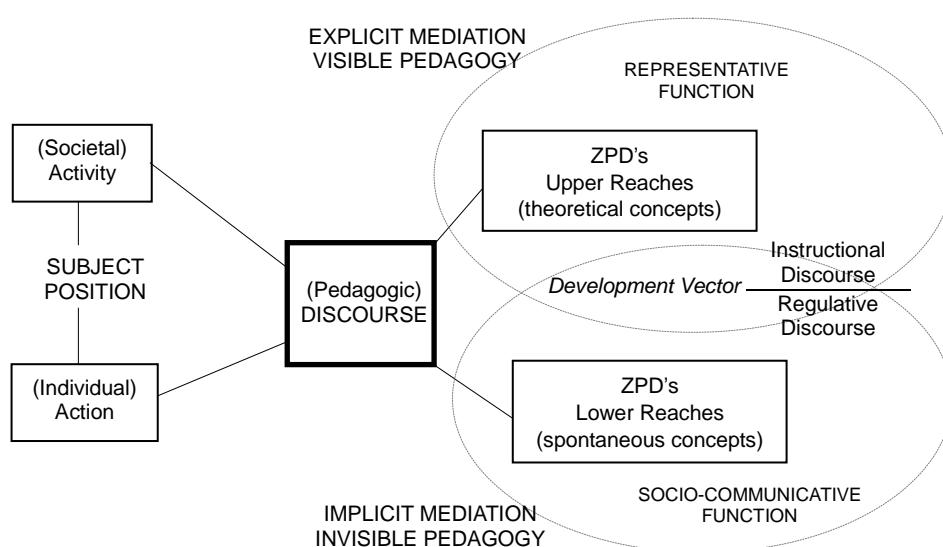 EXPLICIT MEDIATION
VISIBLE PEDAGOGY
REPRESENTATIVE
FUNCTION
(Societal)
Activity
ZPD's
Upper Reaches
(theoretical concepts)
SUBJECT
POSITION
(Pedagogic)
DISCOURSE
Development Vector
Instructional
Discourse
Regulative
Discourse
(Individual)
Action
ZPD's
Lower Reaches
(spontaneous concepts)
SOCIO-COMMUNICATIVE
FUNCTION
IMPLICIT MEDIATION
INVISIBLE PEDAGOGY